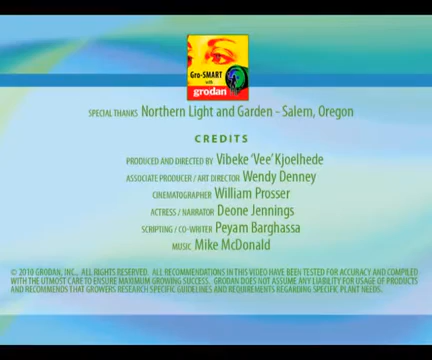 Gro-SMART
with
grodan
SPECIAL THANKS Northern Light and Garden - Salem, Oregon
CREDITS
PRODUCED AND DIRECTED BY Vibeke 'Vee' Kjoelhede
ASSOCIATE PRODUCER / ART DIRECTOR Wendy Denney
CINEMATOGRAPHER William Prosser
ACTRESS / NARRATOR Deone Jennings
SCRIPTING / CO-WRITER Peyam Barghassa
MUSIC Mike McDonald
© 2010 GRODAN, INC., ALL RIGHTS RESERVED. ALL RECOMMENDATIONS IN THIS VIDEO HAVE BEEN TESTED FOR ACCURACY AND COMPILED
WITH THE UTMOST CARE TO ENSURE MAXIMUM GROWING SUCCESS. GRODAN DOES NOT ASSUME ANY LIABILITY FOR USAGE OF PRODUCTS
AND RECOMMENDS THAT GROWERS RESEARCH SPECIFIC GUIDELINES AND REQUIREMENTS REGARDING SPECIFIC PLANT NEEDS.